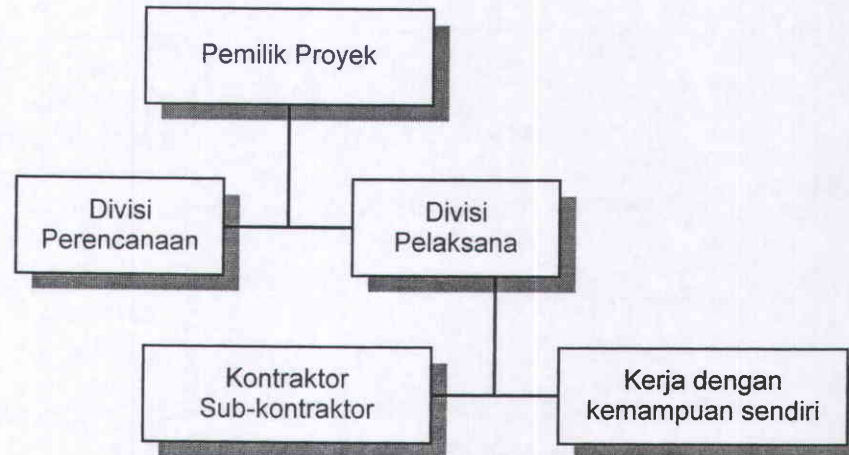 Pemilik Proyek
Divisi
Perencanaan
Divisi
Pelaksana
Kontraktor
Sub-kontraktor
Kerja dengan
kemampuan sendiri